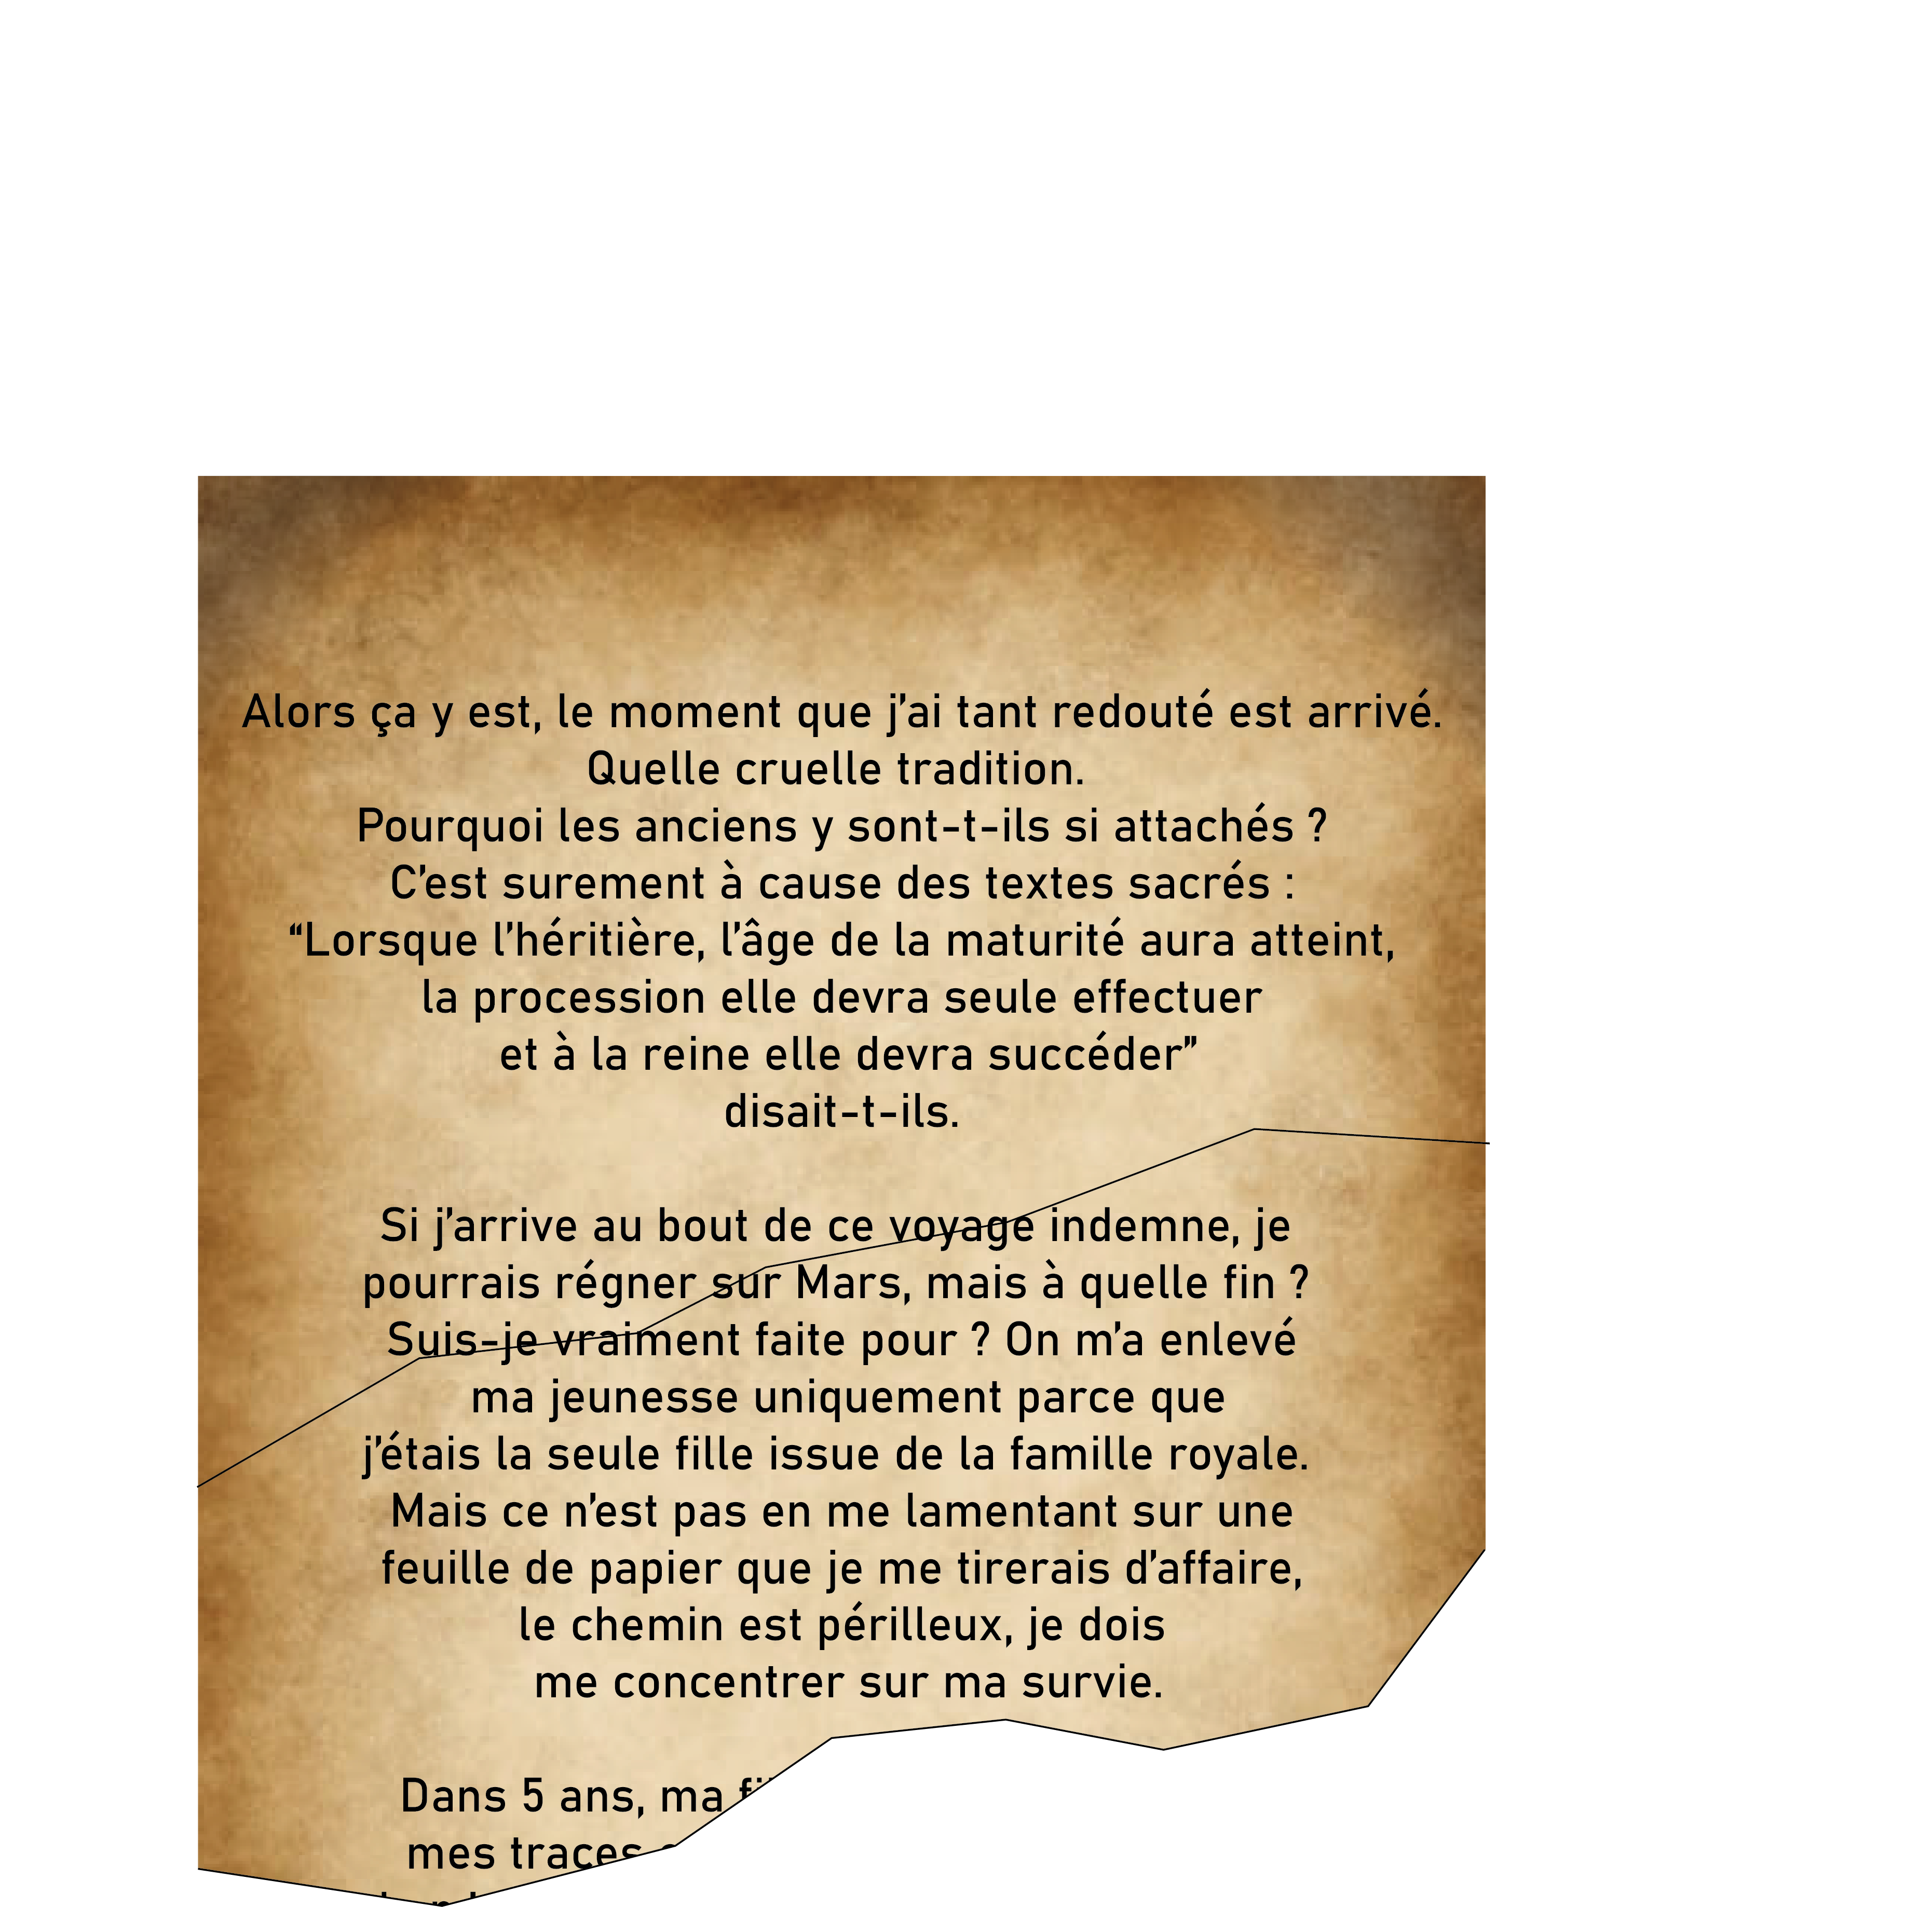 Alors ça y est, le moment que j’ai tant redouté est arrivé.
Quelle cruelle tradition.
Pourquoi les anciens y sont-t-ils si attachés ?
C’est surement à cause des textes sacrés :
“Lorsque l’héritière, l’âge de la maturité aura atteint,
la procession elle devra seule effectuer
et à la reine elle devra succéder”
disait-t-ils.
Si j’arrive au bout de ce voyage indemne, je
pourrais régner sur Mars, mais à quelle fin ?
Suis-je vraiment faite pour ? On m’a enlevé
ma jeunesse uniquement parce que
j’étais la seule fille issue de la famille royale.
Mais ce n’est pas en me lamentant sur une
feuille de papier que je me tirerais d’affaire,
le chemin est périlleux, je dois
me concentrer sur ma survie.
Dans 5 ans, ma
mes traces